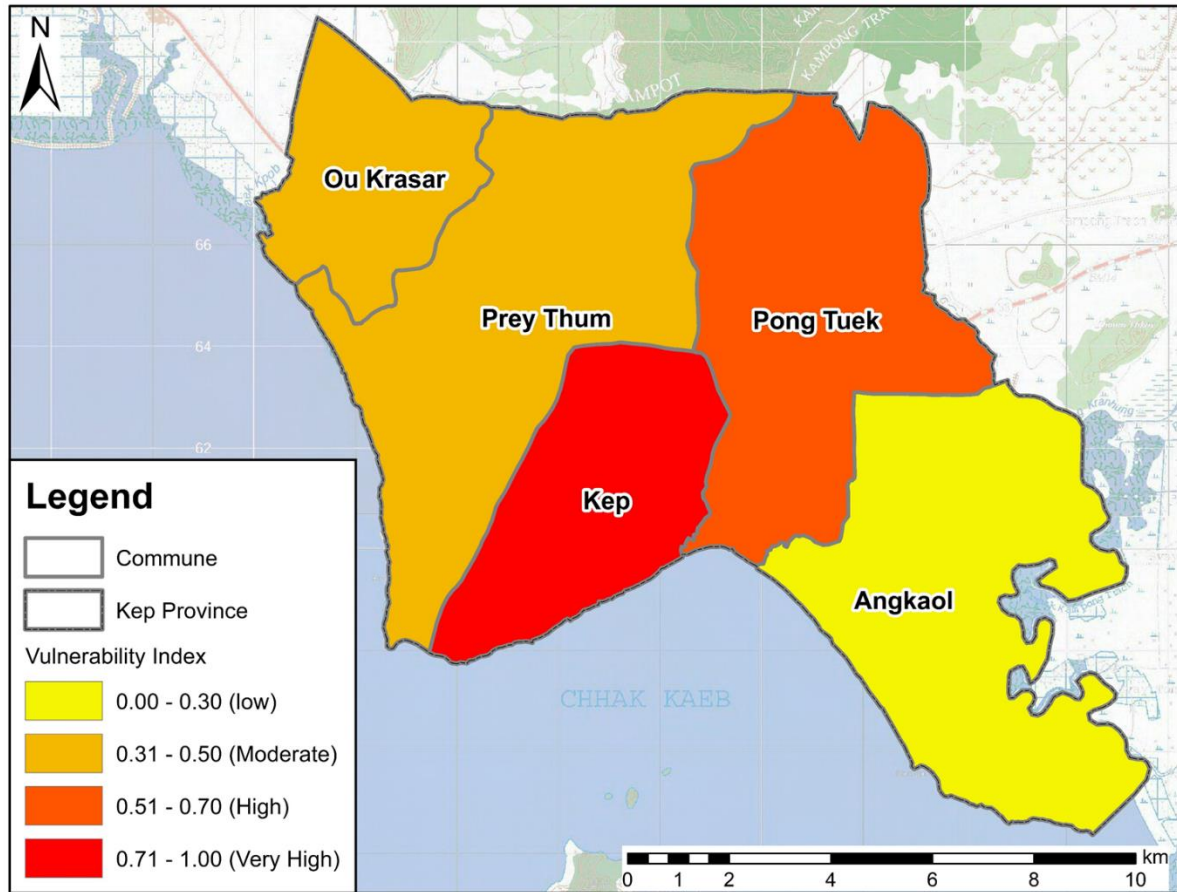 N
KAMPOT
KAMPONG TRACH
Ou Krasar
66
Prey Thum
Pong Tuek
64
62
Kep
Angkaol
CHHAK KAEB
Legend
Commune
Kep Province
Vulnerability Index
0.00 - 0.30 (low)
0.31 - 0.50 (Moderate)
0.51 - 0.70 (High)
0.71 - 1.00 (Very High)
km
0 1 2 4 6 8 10